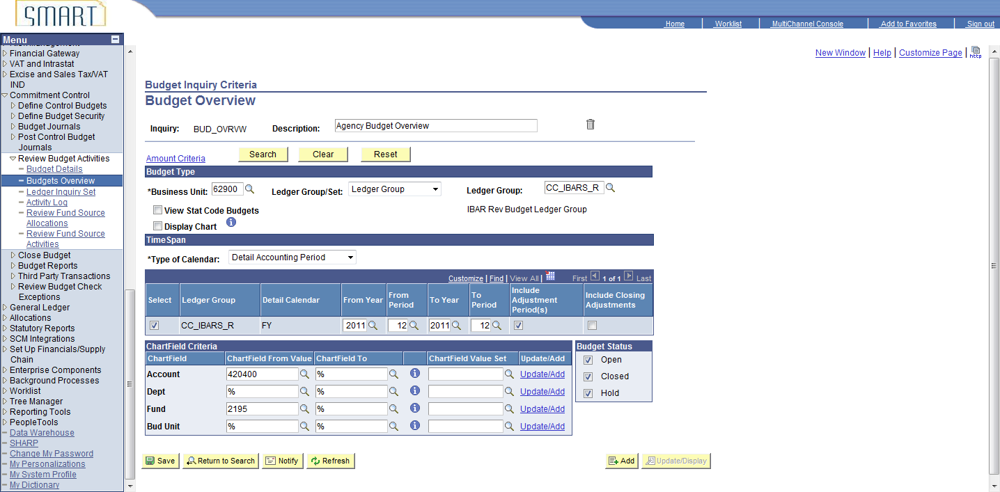 SMART
Home
Worklist
MultiChannel Console
Add to Favorites
Sign out
Menu
Financial Gateway
VAT and Intrastat
Excise and Sales Tax/VAT
IND
Commitment Control
Define Control Budgets
Define Budget Security
Budget Journals
Post Control Budget
Journals
Review Budget Activities
Budget Details
Budgets Overview
Ledger Inquiry Set
Activity Log
Review Fund Source
Allocations
Review Fund Source
Activities
Close Budget
Budget Reports
Third Party Transactions
Review Budget Check
Exceptions
General Ledger
Allocations
Statutory Reports
SCM Integrations
Set Up Financials/Supply
Chain
Enterprise Components
Background Processes
Worklist
Tree Manager
Reporting Tools
PeopleTools
Data Warehouse
SHARP
Change My Password
My Personalizations
My System Profile
My Dictionary
New Window | Help | Customize Page | http
Budget Inquiry Criteria
Budget Overview
Inquiry: BUD_OVRVW Description: Agency Budget Overview
Amount Criteria Search Clear Reset
Budget Type
*Business Unit: 62900 Ledger Group/Set: Ledger Group Ledger Group: CC_IBARS_R
View Stat Code Budgets IBAR Rev Budget Ledger Group
Display Chart
TimeSpan
*Type of Calendar: Detail Accounting Period
Customize | Find | View All | First 1 of 1 Last
Select Ledger Group Detail Calendar From Year From Period To Year To Period Include Adjustment Period(s) Include Closing Adjustments
CC_IBARS_R FY 2011 12 2011 12
ChartField Criteria
ChartField ChartField From Value ChartField To ChartField Value Set Update/Add
Account 420400 % Update/Add
Dept % % Update/Add
Fund 2195 % Update/Add
Bud Unit % % Update/Add
Budget Status
Open
Closed
Hold
Save Return to Search Notify Refresh Add Update/Display